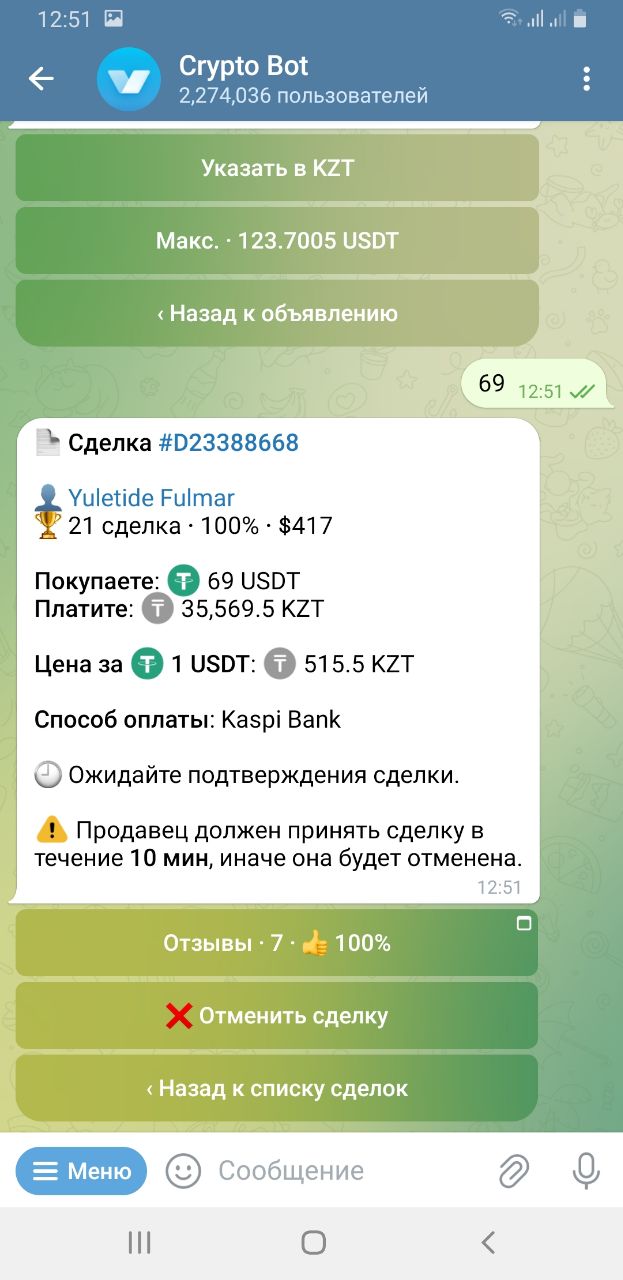 12:51
Crypto Bot
2,274,036 пользователей
Указать в KZT
Макс. · 123.7005 USDT
‹ Назад к объявлению
69 12:51
Сделка #D23388668
Yuletide Fulmar
21 сделка · 100% · $417
Покупаете: 69 USDT
Платите: 35,569.5 KZT
Цена за 1 USDT: 515.5 KZT
Способ оплаты: Kaspi Bank
Ожидайте подтверждения сделки.
Продавец должен принять сделку в
течение 10 мин, иначе она будет отменена.
12:51
Отзывы · 7 · 👍 100%
❌ Отменить сделку
‹ Назад к списку сделок
Меню Сообщение